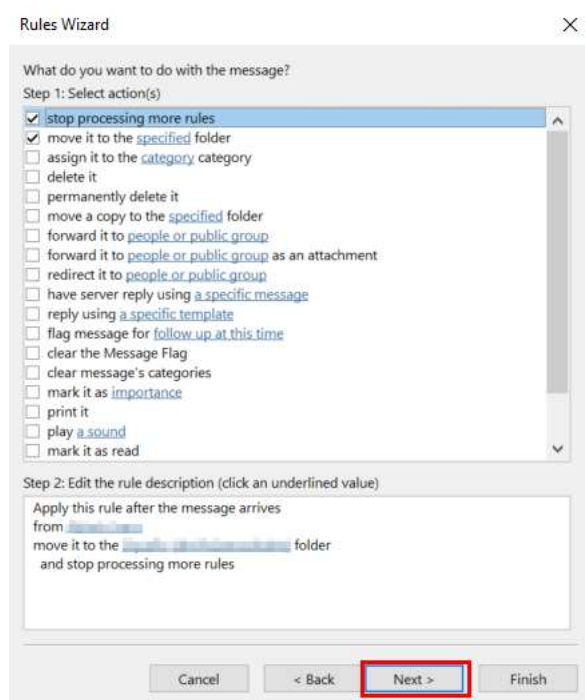 Rules Wizard
What do you want to do with the message?
Step 1: Select action(s)
stop processing more rules
move it to the specified folder
assign it to the category category
delete it
permanently delete it
move a copy to the specified folder
forward it to people or public group
forward it to people or public group as an attachment
redirect it to people or public group
have server reply using a specific message
reply using a specific template
flag message for follow up at this time
clear the Message Flag
clear message's categories
mark it as importance
print it
play a sound
mark it as read
Step 2: Edit the rule description (click an underlined value)
Apply this rule after the message arrives
from
move it to the folder
and stop processing more rules
Cancel < Back Next > Finish